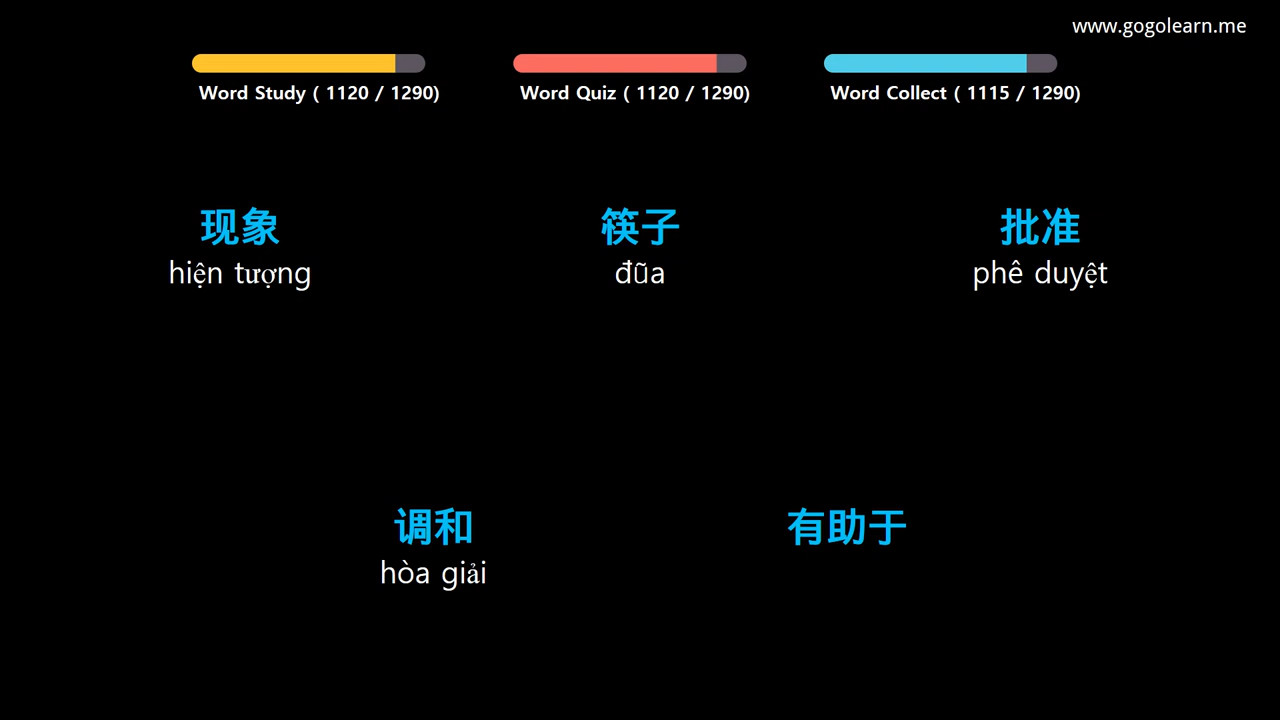 www.gogolearn.me
Word Study ( 1120 / 1290)
Word Quiz ( 1120 / 1290)
Word Collect ( 1115 / 1290)
现象
hiện tượng
筷子
đũa
批准
phê duyệt
调和
hòa giải
有助于